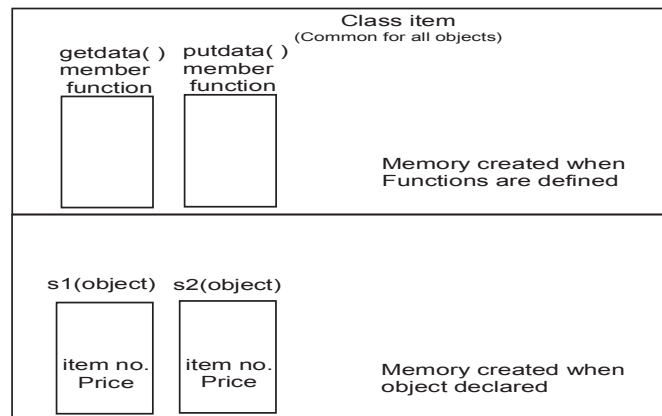 Class item
(Common for all objects)
getdata( )
member
function
putdata( )
member
function
Memory created when
Functions are defined
s1(object)
s2(object)
item no.
Price
item no.
Price
Memory created when
object declared